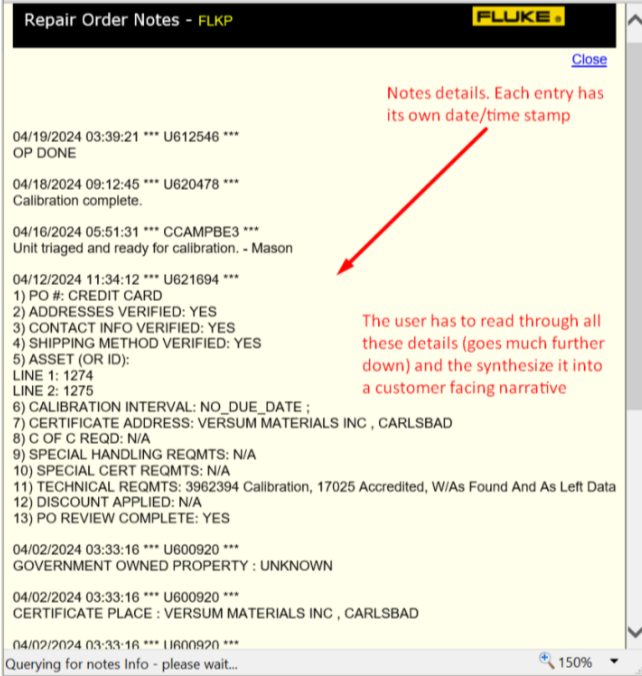 Repair Order Notes - FLKP
FLUKE®
Close
Notes details. Each entry has
its own date/time stamp
04/19/2024 03:39:21 *** U612546 ***
OP DONE
04/18/2024 09:12:45 *** U620478 ***
Calibration complete.
04/16/2024 05:51:31 *** CCAMPBE3 ***
Unit triaged and ready for calibration. - Mason
04/12/2024 11:34:12 *** U621694 ***
1) PO #: CREDIT CARD
2) ADDRESSES VERIFIED: YES
3) CONTACT INFO VERIFIED: YES
4) SHIPPING METHOD VERIFIED: YES
5) ASSET (OR ID):
LINE 1: 1274
LINE 2: 1275
The user has to read through all
these details (goes much further
down) and the synthesize it into
a customer facing narrative
6) CALIBRATION INTERVAL: NO_DUE_DATE ;
7) CERTIFICATE ADDRESS: VERSUM MATERIALS INC , CARLSBAD
8) C OF C REQD: N/A
9) SPECIAL HANDLING REQMTS: N/A
10) SPECIAL CERT REQMTS: N/A
11) TECHNICAL REQMTS: 3962394 Calibration, 17025 Accredited, W/As Found And As Left Data
12) DISCOUNT APPLIED: N/A
13) PO REVIEW COMPLETE: YES
04/02/2024 03:33:16 *** U600920 ***
GOVERNMENT OWNED PROPERTY : UNKNOWN
04/02/2024 03:33:16 *** U600920 ***
CERTIFICATE PLACE : VERSUM MATERIALS INC , CARLSBAD
04/02/2024 03:33:16 *** U600920 ***
Querying for notes Info - please wait...
150%